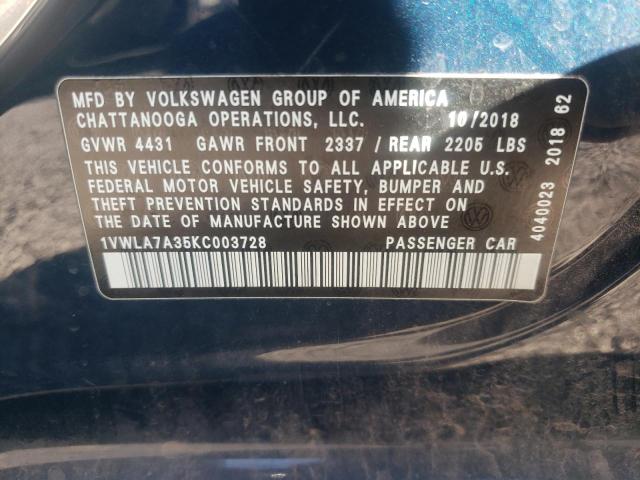 MFD BY VOLKSWAGEN GROUP OF AMERICA
CHATTANOOGA OPERATIONS, LLC. 10/2018
GVWR 4431 GAWR FRONT 2337/ REAR 2205 LBS
THIS VEHICLE CONFORMS TO ALL APPLICABLE U.S.
FEDERAL MOTOR VEHICLE SAFETY, BUMPER AND
THEFT PREVENTION STANDARDS IN EFFECT ON
THE DATE OF MANUFACTURE SHOWN ABOVE
1VWLA7A35KC003728 PASSENGER CAR
4040023 2018 62